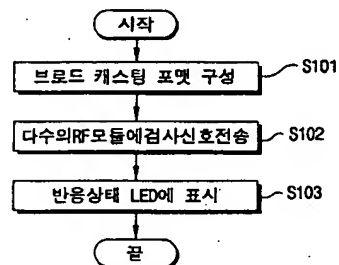 시작
브로드 캐스팅 포맷 구성
S101
다수의RF모듈에검사신호전송
S102
반응상태 LED에 표시
S103
끝